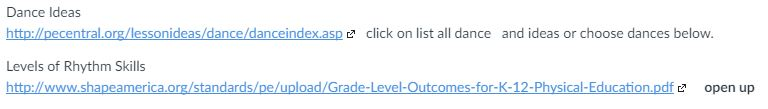 Dance Ideas
http://pecentral.org/lessonideas/dance/danceindex.asp click on list all dance and ideas or choose dances below.
Levels of Rhythm Skills
http://www.shapeamerica.org/standards/pe/upload/Grade-Level-Outcomes-for-K-12-Physical-Education.pdf open up